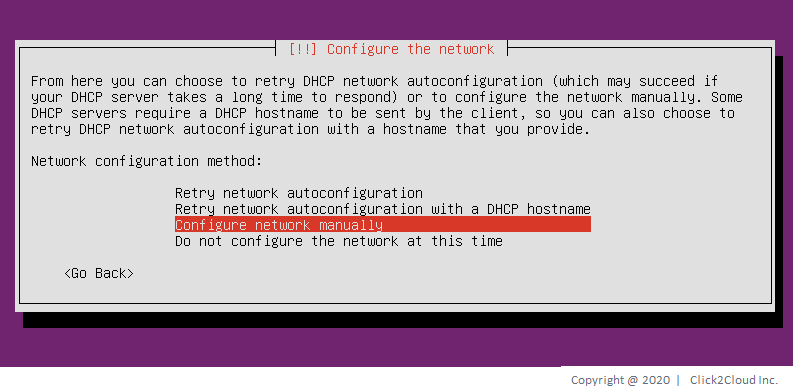 [!!] Configure the network
From here you can choose to retry DHCP network autoconfiguration (which may succeed if
your DHCP server takes a long time to respond) or to configure the network manually. Some
DHCP servers require a DHCP hostname to be sent by the client, so you can also choose to
retry DHCP network autoconfiguration with a hostname that you provide.
Network configuration method:
Retry network autoconfiguration
Retry network autoconfiguration with a DHCP hostname
Configure network manually
Do not configure the network at this time
<Go Back>
Copyright @ 2020 | Click2Cloud Inc.